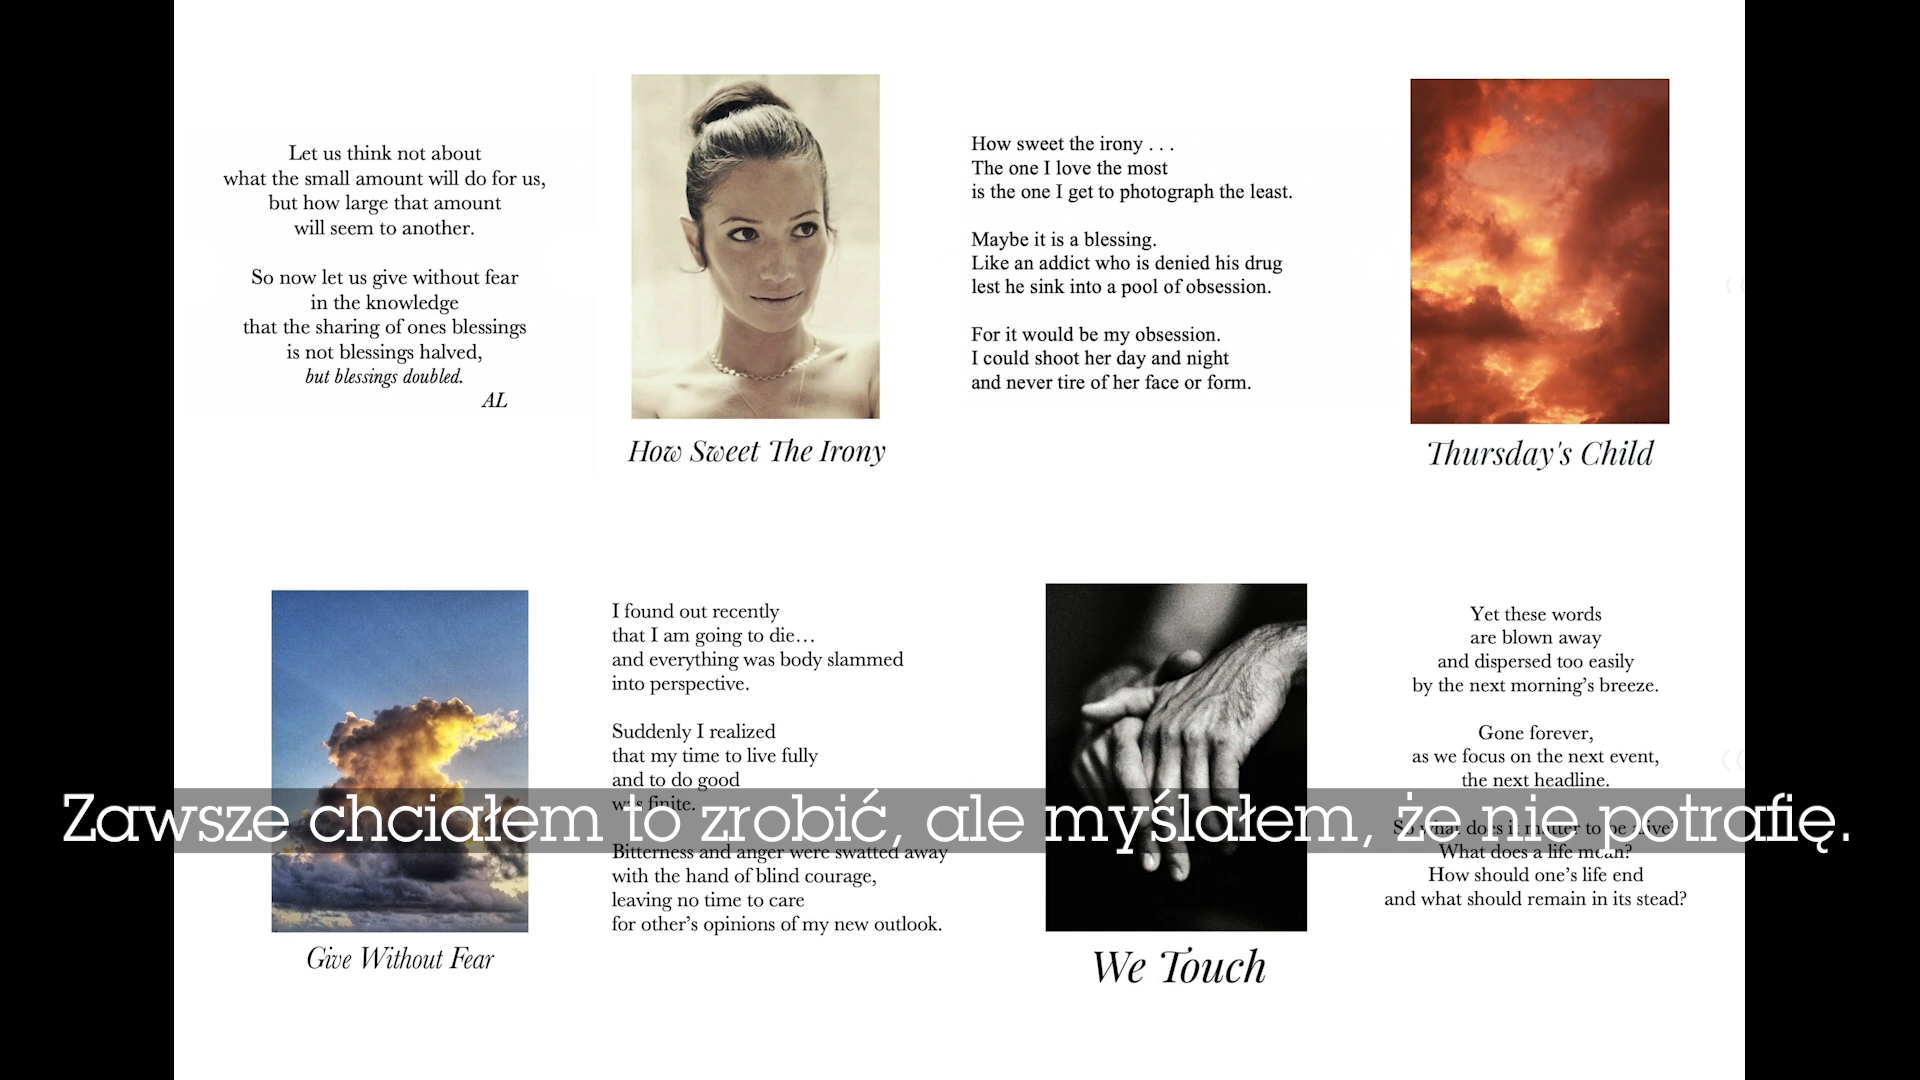 Let us think not about
what the small amount will do for us,
but how large that amount
will seem to another.
So now let us give without fear
in the knowledge
that the sharing of ones blessings
is not blessings halved,
but blessings doubled.
AL
How Sweet The Irony
How sweet the irony . . .
The one I love the most
is the one I get to photograph the least.
Maybe it is a blessing.
Like an addict who is denied his drug
lest he sink into a pool of obsession.
For it would be my obsession.
I could shoot her day and night
and never tire of her face or form.
Thursday's Child
Give Without Fear
I found out recently
that I am going to die…
and everything was body slammed
into perspective.
Suddenly I realized
that my time to live fully
and to do good
was finite.
Bitterness and anger were swatted away
with the hand of blind courage,
leaving no time to care
for other’s opinions of my new outlook.
We Touch
Yet these words
are blown away
and dispersed too easily
by the next morning’s breeze.
Gone forever,
as we focus on the next event,
the next headline.
So what does it matter to be alive?
What does a life mean?
How should one’s life end
and what should remain in its stead?
Zawsze chciałem to zrobić, ale myślałem, że nie potrafię.